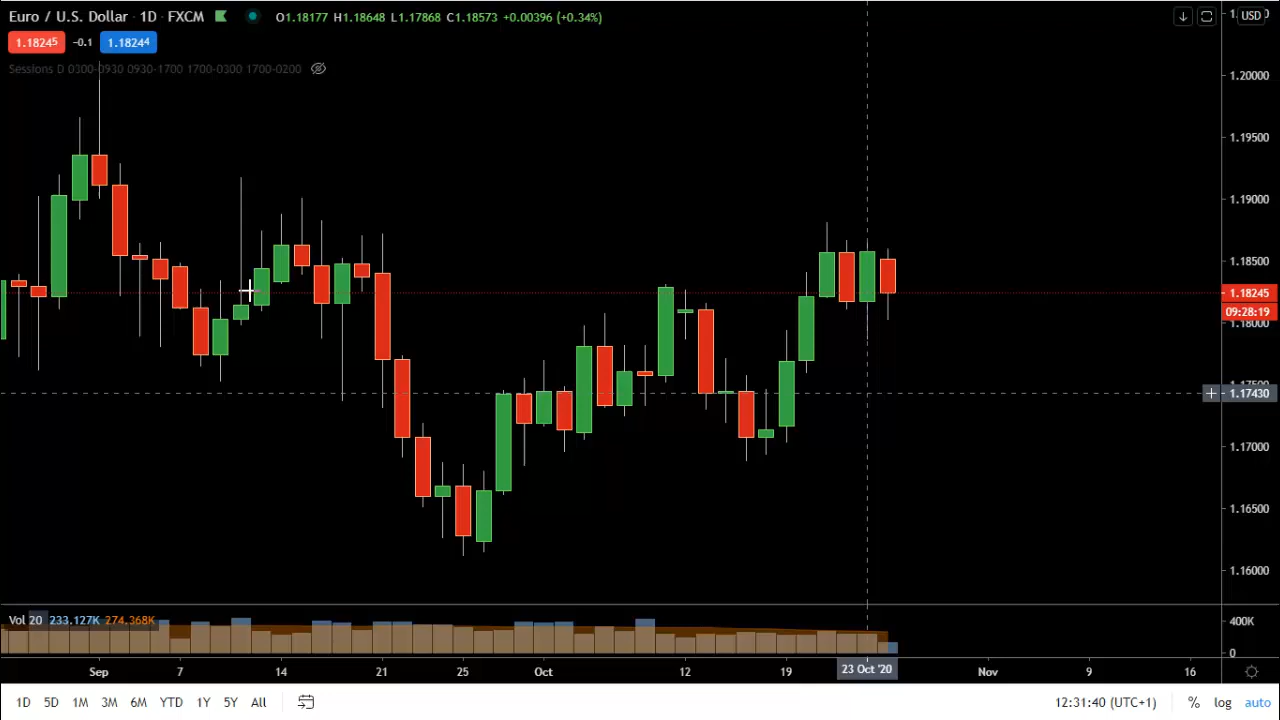 Euro / U.S. Dollar · 1D · FXCM O1.18177 H1.18648 L1.17868 C1.18573 +0.00396 (+0.34%)
1.18245 -0.1 1.18244
Sessions D 0300-0930 0930-1700 1700-0300 1700-0200
USD
1.20000
1.19500
1.19000
1.18500
1.18245
09:28:19
1.18000
1.17430
1.17000
1.16500
1.16000
Vol 20 233.127K 274.368K
400K
0
Sep 7 14 21 25 Oct 12 19 23 Oct '20 Nov 9 16
1D 5D 1M 3M 6M YTD 1Y 5Y All 12:31:40 (UTC+1) % log auto